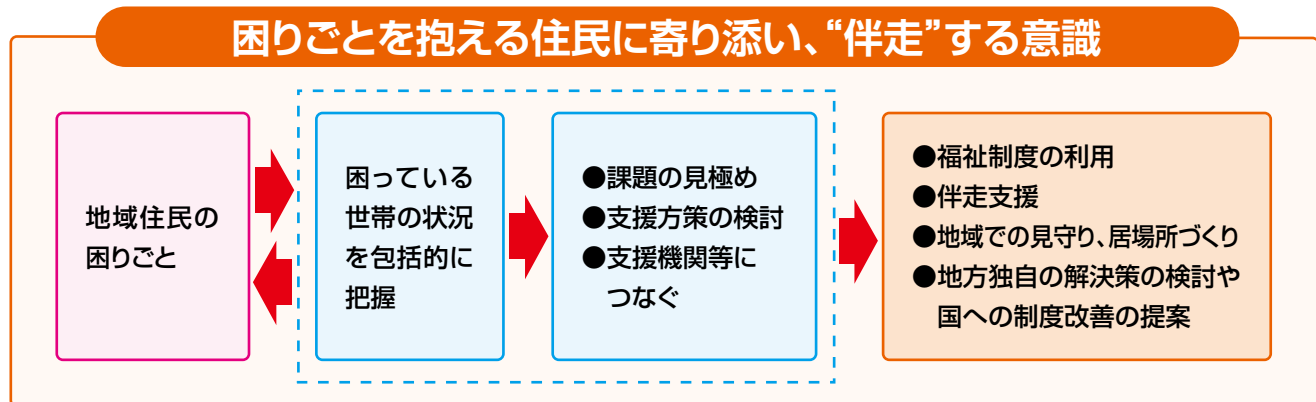 困りごとを抱える住民に寄り添い、“伴走”する意識
地域住民の
困りごと
困っている
世帯の状況
を包括的に
把握
●課題の見極め
●支援方策の検討
●支援機関等に
つなぐ
●福祉制度の利用
●伴走支援
●地域での見守り、居場所づくり
●地方独自の解決策の検討や
国への制度改善の提案